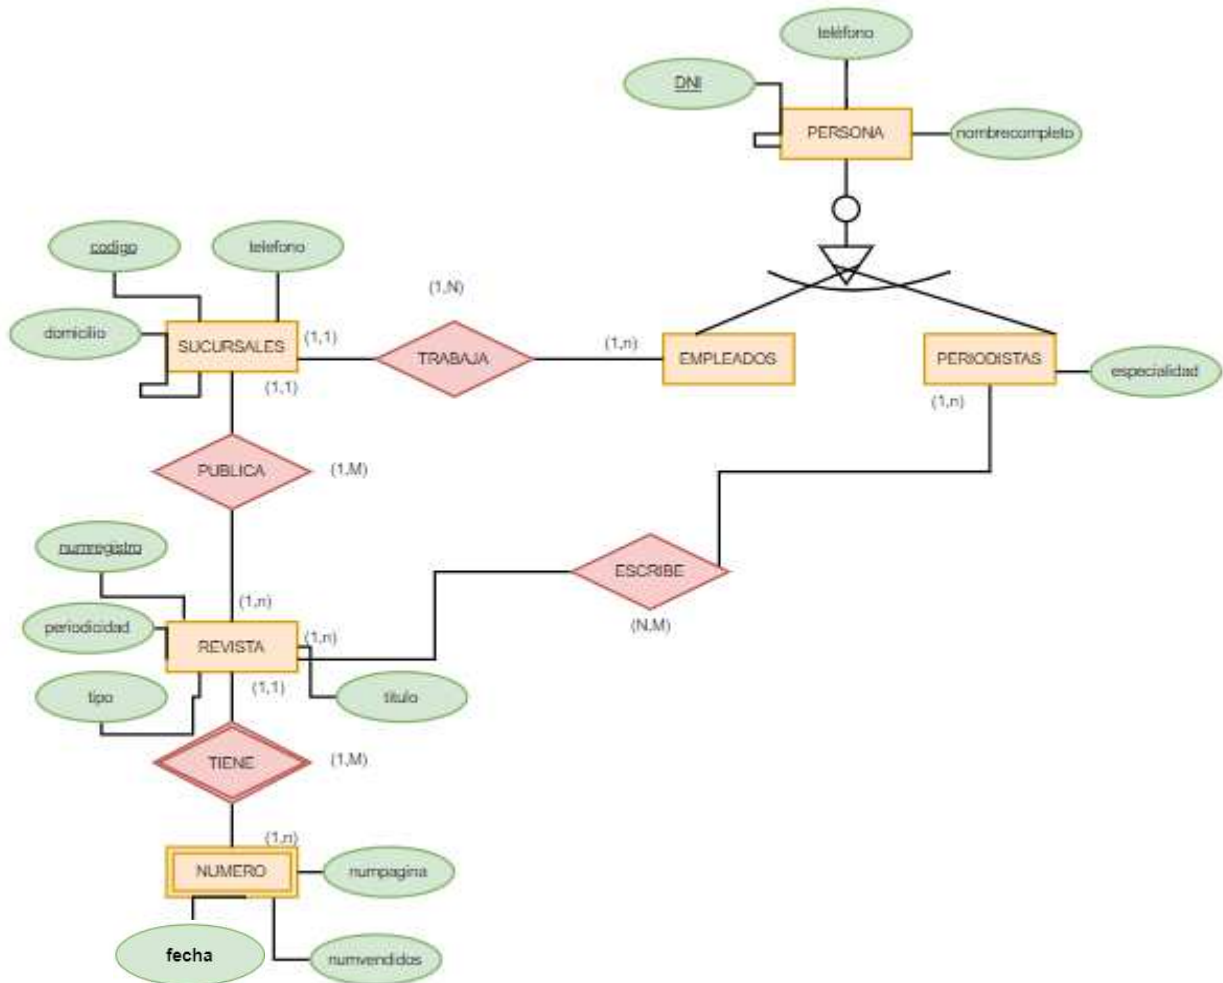 teléfono
DNI
PERSONA
nombrecompleto
codigo
telefono
(1,N)
domicilio
SUCURSALES
(1,1)
TRABAJA
(1,n)
EMPLEADOS
PERIODISTAS
especialidad
(1,1)
(1,n)
PUBLICA
(1,M)
numregistro
ESCRIBE
(1,n)
(N,M)
periodicidad
REVISTA
(1,n)
(1,1)
tipo
titulo
TIENE
(1,M)
(1,n)
NUMERO
numpagina
fecha
numvendidos